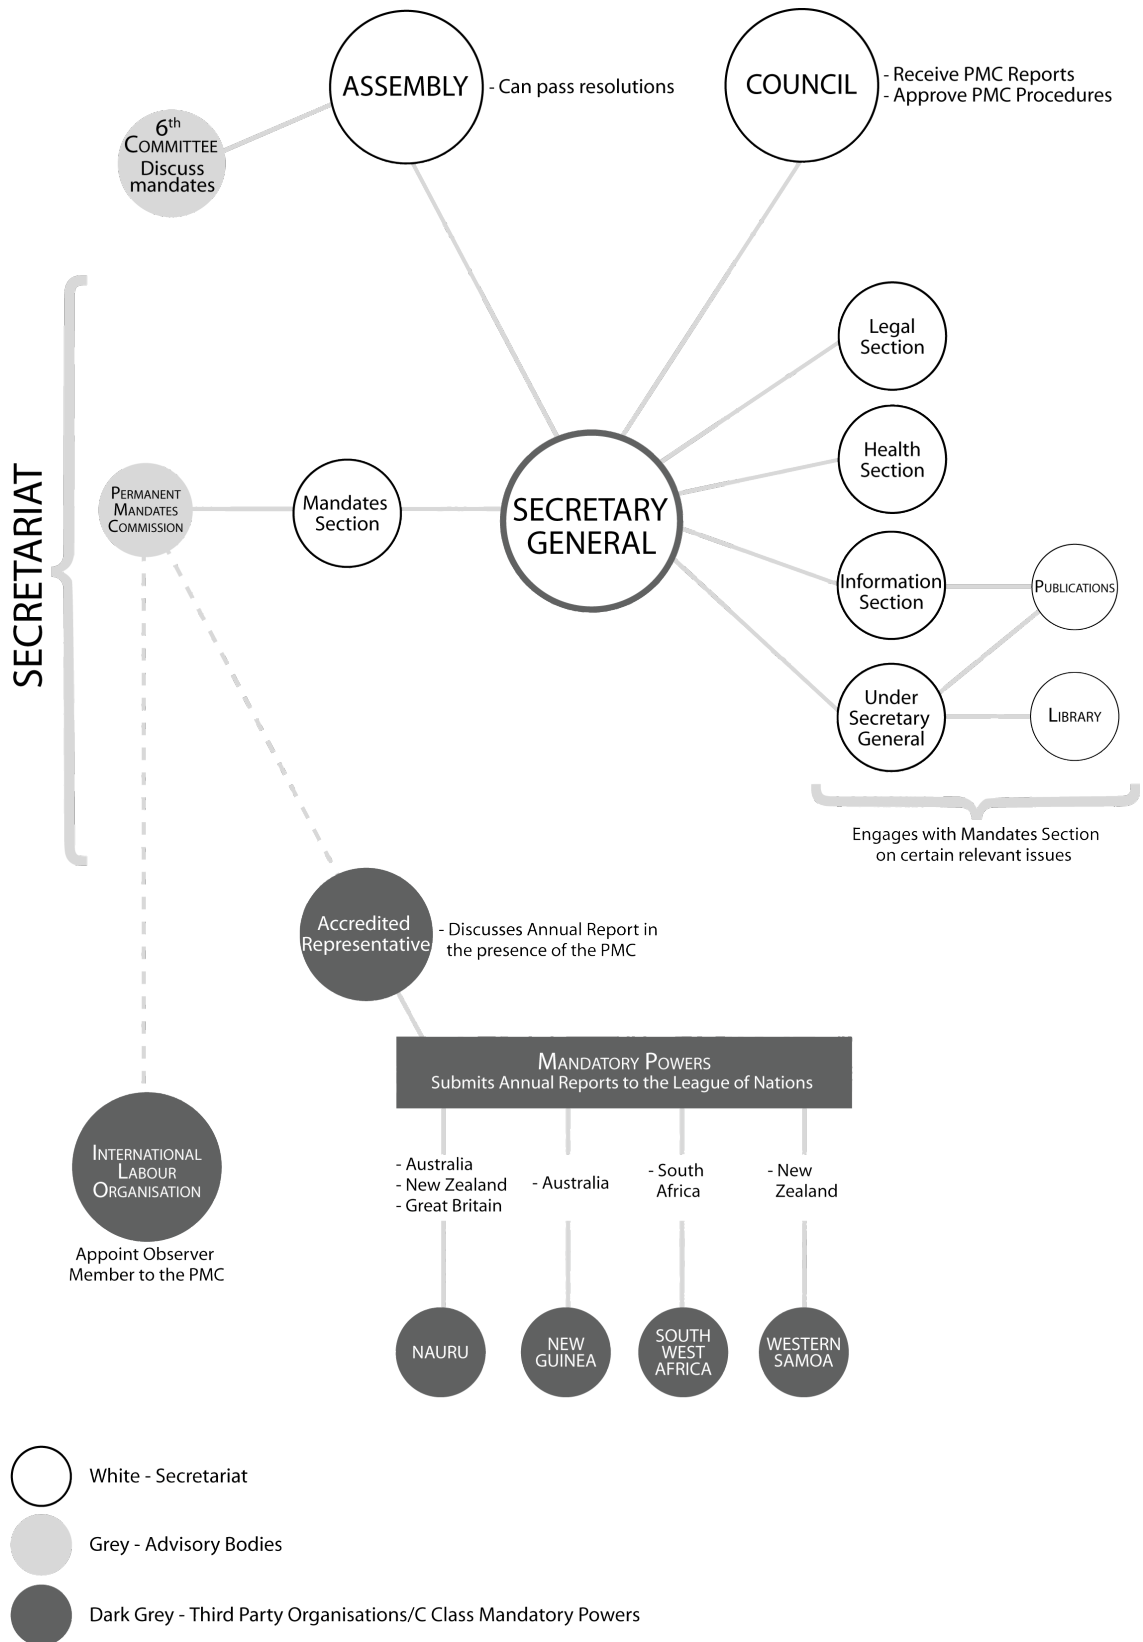 ASSEMBLY
- Can pass resolutions
COUNCIL
- Receive PMC Reports
- Approve PMC Procedures
6th
COMMITTEE
Discuss
mandates
SECRETARIAT
Legal
Section
Health
Section
PERMANENT
MANDATES
COMMISSION
Mandates
Section
SECRETARY
GENERAL
Information
Section
PUBLICATIONS
Under
Secretary
General
LIBRARY
Engages with Mandates Section
on certain relevant issues
Accredited
Representative
- Discusses Annual Report in
the presence of the PMC
MANDATORY POWERS
Submits Annual Reports to the League of Nations
INTERNATIONAL
LABOUR
ORGANISATION
Appoint Observer
Member to the PMC
- Australia
- New Zealand
- Great Britain
- Australia
- South
Africa
- New
Zealand
NAURU
NEW
GUINEA
SOUTH
WEST
AFRICA
WESTERN
SAMOA
White - Secretariat
Grey - Advisory Bodies
Dark Grey - Third Party Organisations/C Class Mandatory Powers